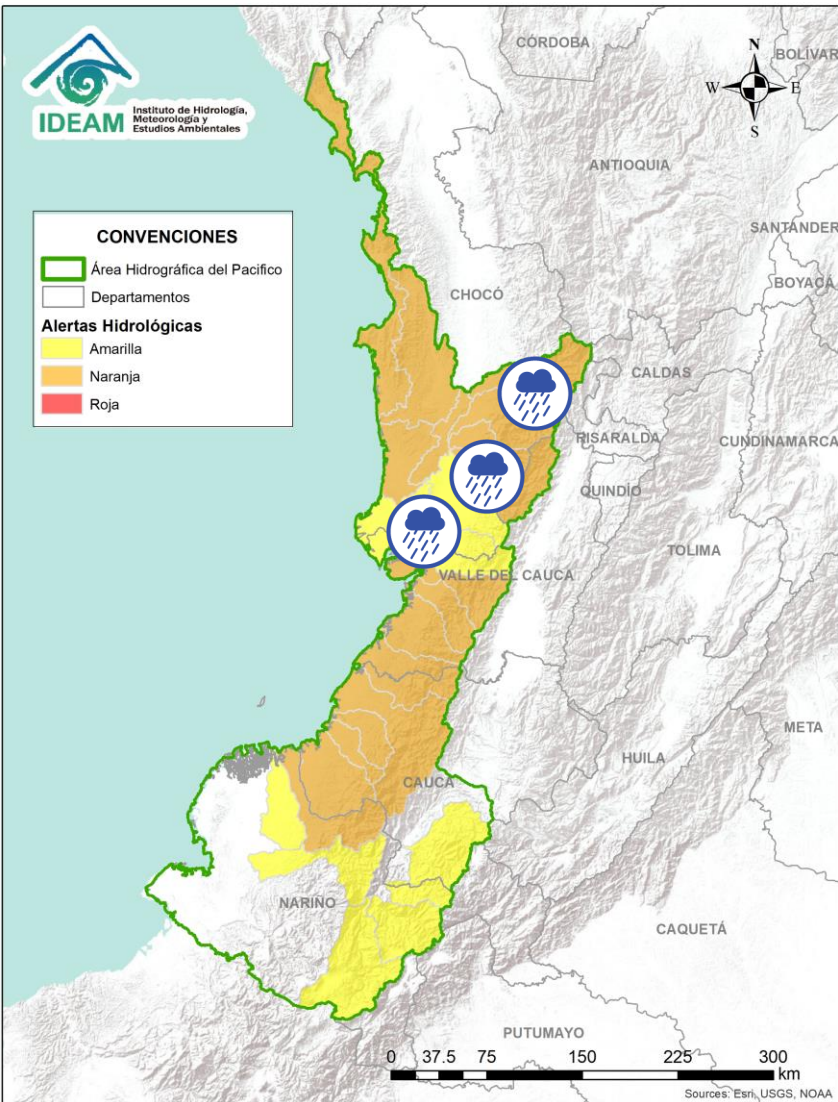 IDEAM
Instituto de Hidrología,
Meteorología y
Estudios Ambientales
N
W
E
S
CÓRDOBA
BOLÍVAR
ANTIOQUIA
SANTANDER
BOYACÁ
CHOCÓ
CONVENCIONES
Área Hidrográfica del Pacifico
Departamentos
Alertas Hidrológicas
Amarilla
Naranja
Roja
CALDAS
RISARALDA
CUNDINAMARCA
QUINDÍO
TOLIMA
VALLE DEL CAUCA
META
HUILA
CAUCA
NARIÑO
CAQUETÁ
PUTUMAYO
0 37.5 75 150 225 300
km
Sources: Esri, USGS, NOAA